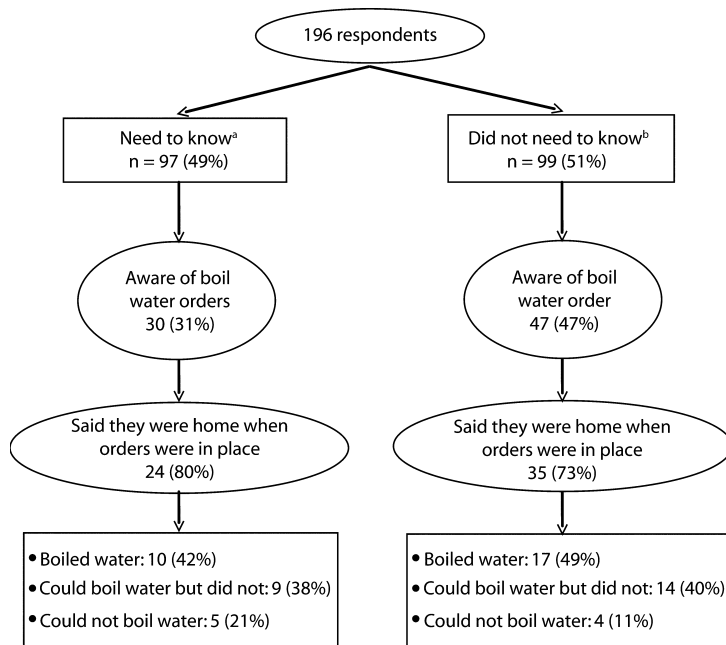 196 respondents
Need to knowᵃ
n = 97 (49%)
Did not need to knowᵇ
n = 99 (51%)
Aware of boil
water orders
30 (31%)
Aware of boil
water order
47 (47%)
Said they were home when
orders were in place
24 (80%)
Said they were home when
orders were in place
35 (73%)
• Boiled water: 10 (42%)
• Could boil water but did not: 9 (38%)
• Could not boil water: 5 (21%)
• Boiled water: 17 (49%)
• Could boil water but did not: 14 (40%)
• Could not boil water: 4 (11%)